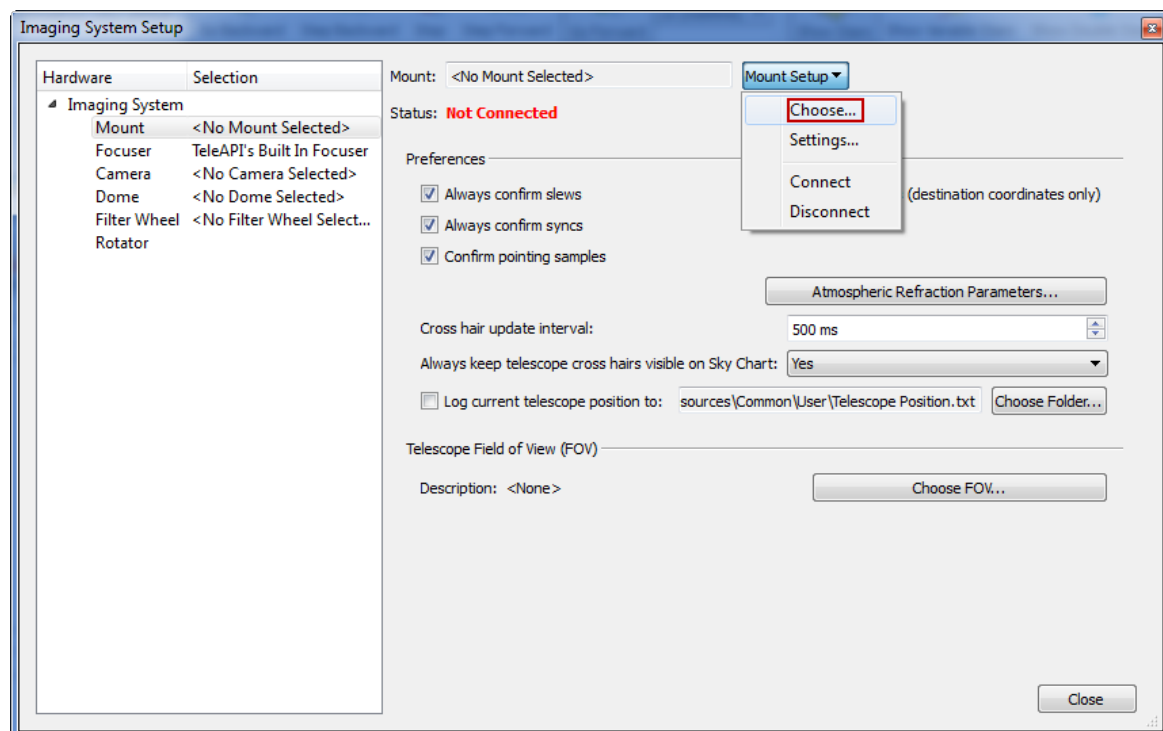 Imaging System Setup
Hardware Selection
Imaging System
Mount <No Mount Selected>
Focuser TeleAPI's Built In Focuser
Camera <No Camera Selected>
Dome <No Dome Selected>
Filter Wheel <No Filter Wheel Select...
Rotator
Mount: <No Mount Selected> Mount Setup
Status: Not Connected
Choose...
Settings...
Connect
Disconnect
Preferences
Always confirm slews (destination coordinates only)
Always confirm syncs
Confirm pointing samples
Atmospheric Refraction Parameters...
Cross hair update interval: 500 ms
Always keep telescope cross hairs visible on Sky Chart: Yes
Log current telescope position to: sources\Common\User\Telescope Position.txt Choose Folder...
Telescope Field of View (FOV)
Description: <None> Choose FOV...
Close